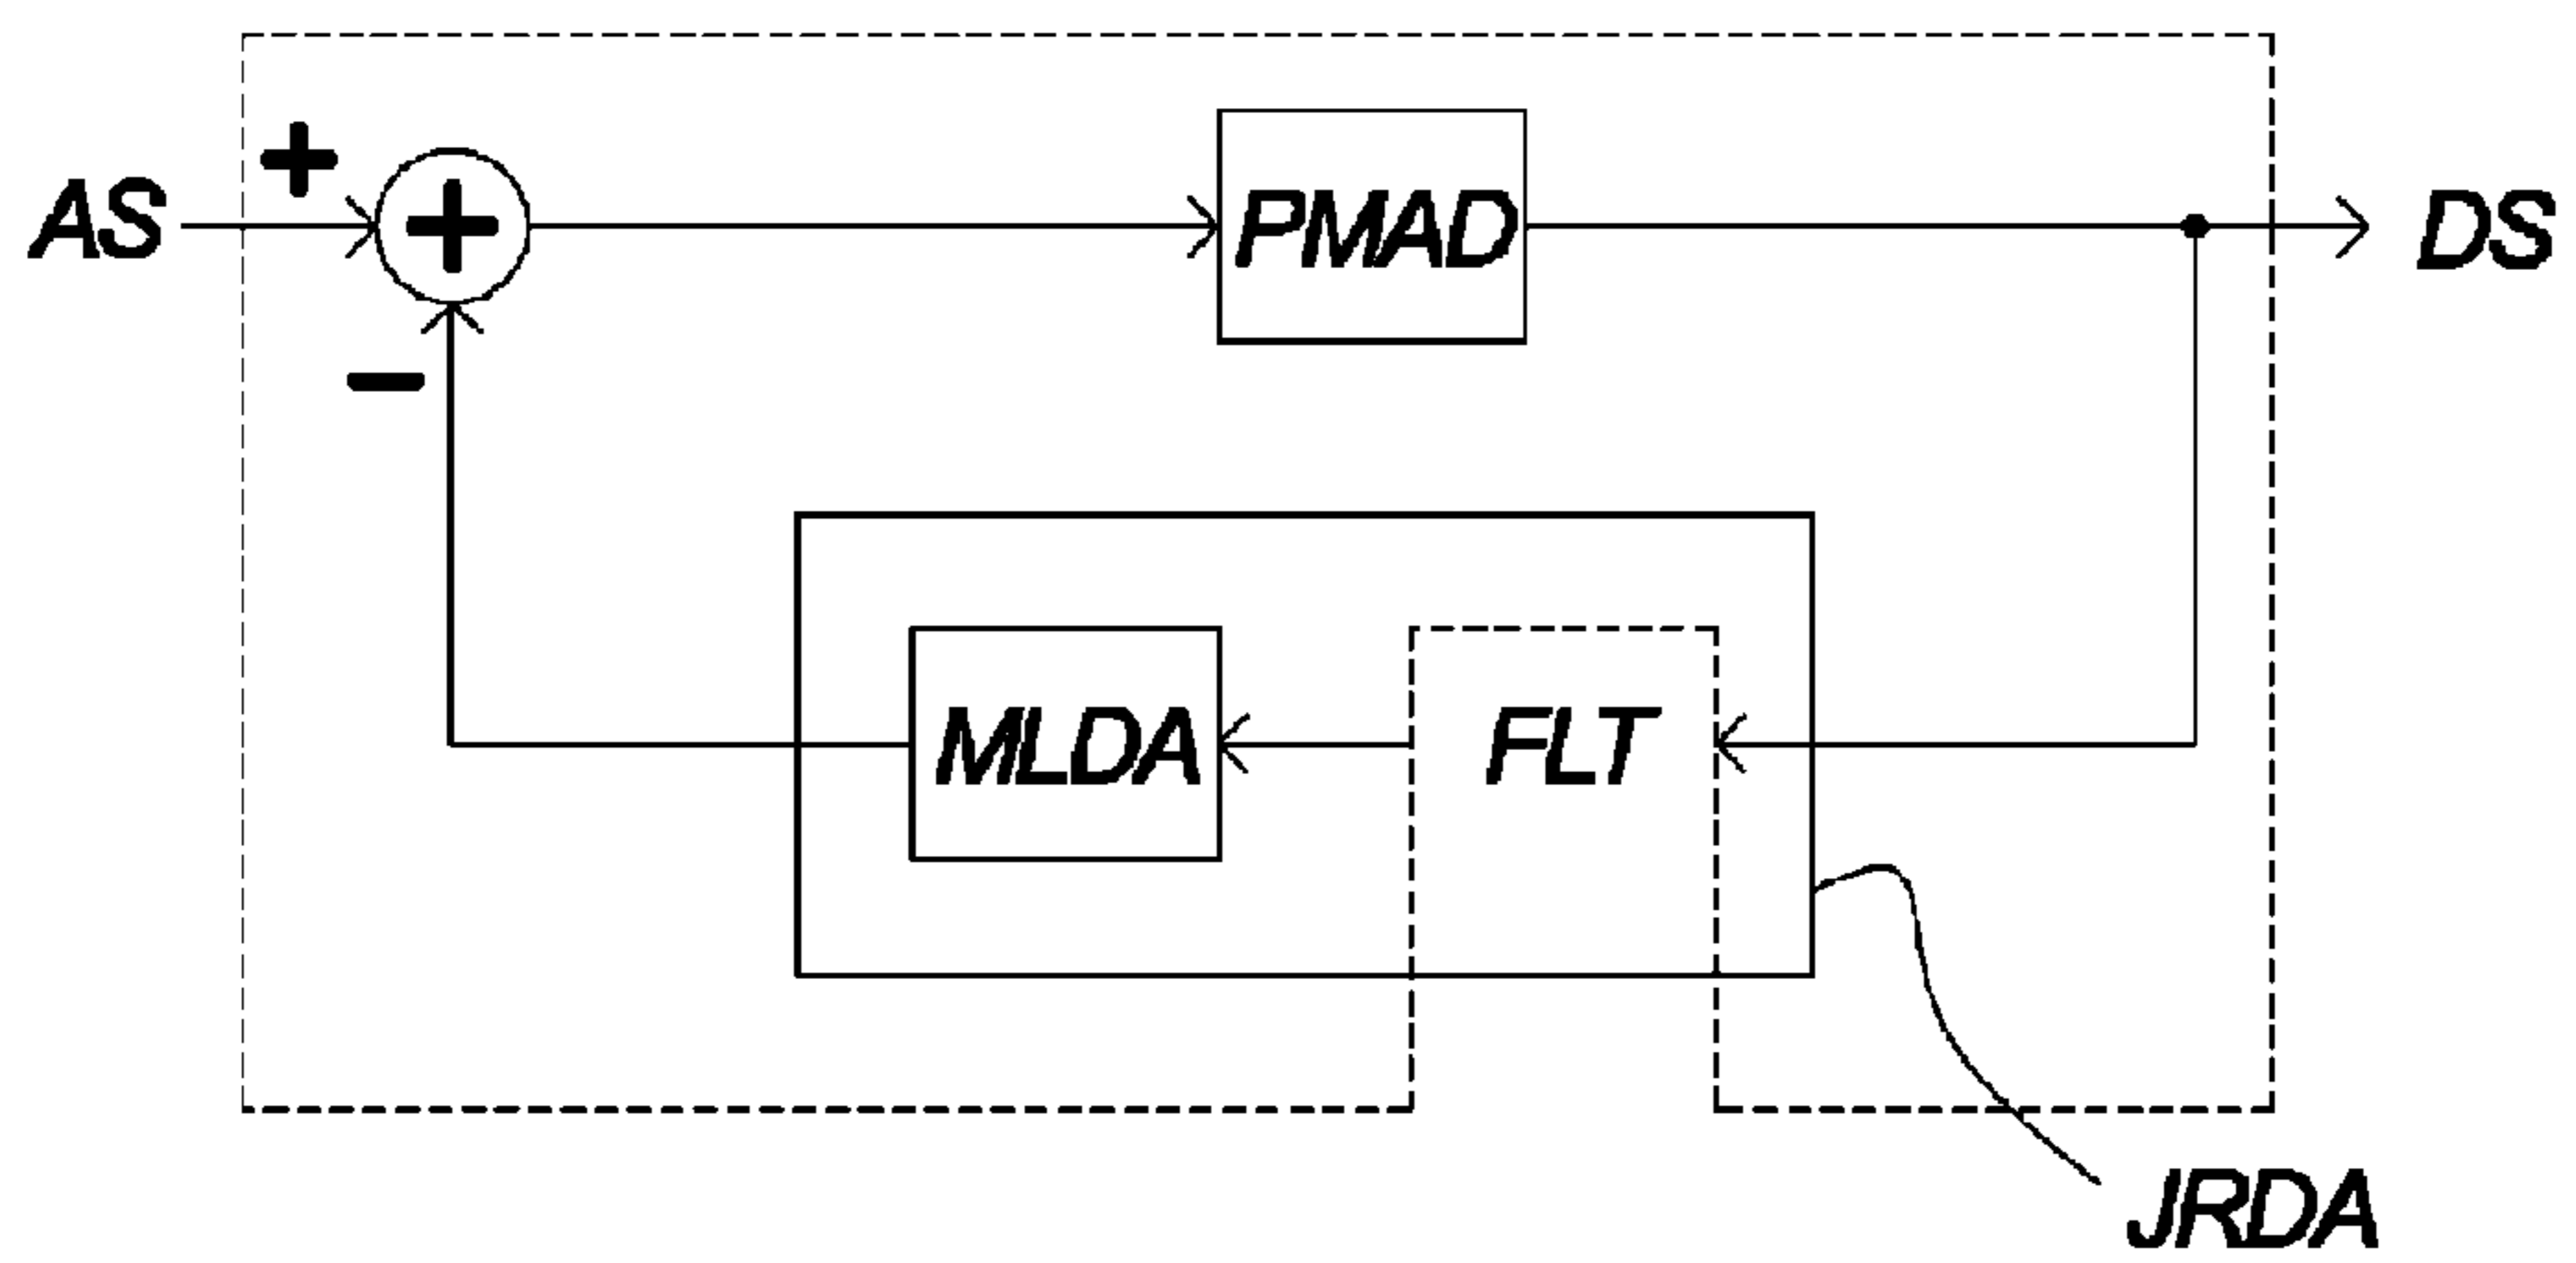 +
AS
+
PMAD
DS
−
MLDA
FLT
JRDA